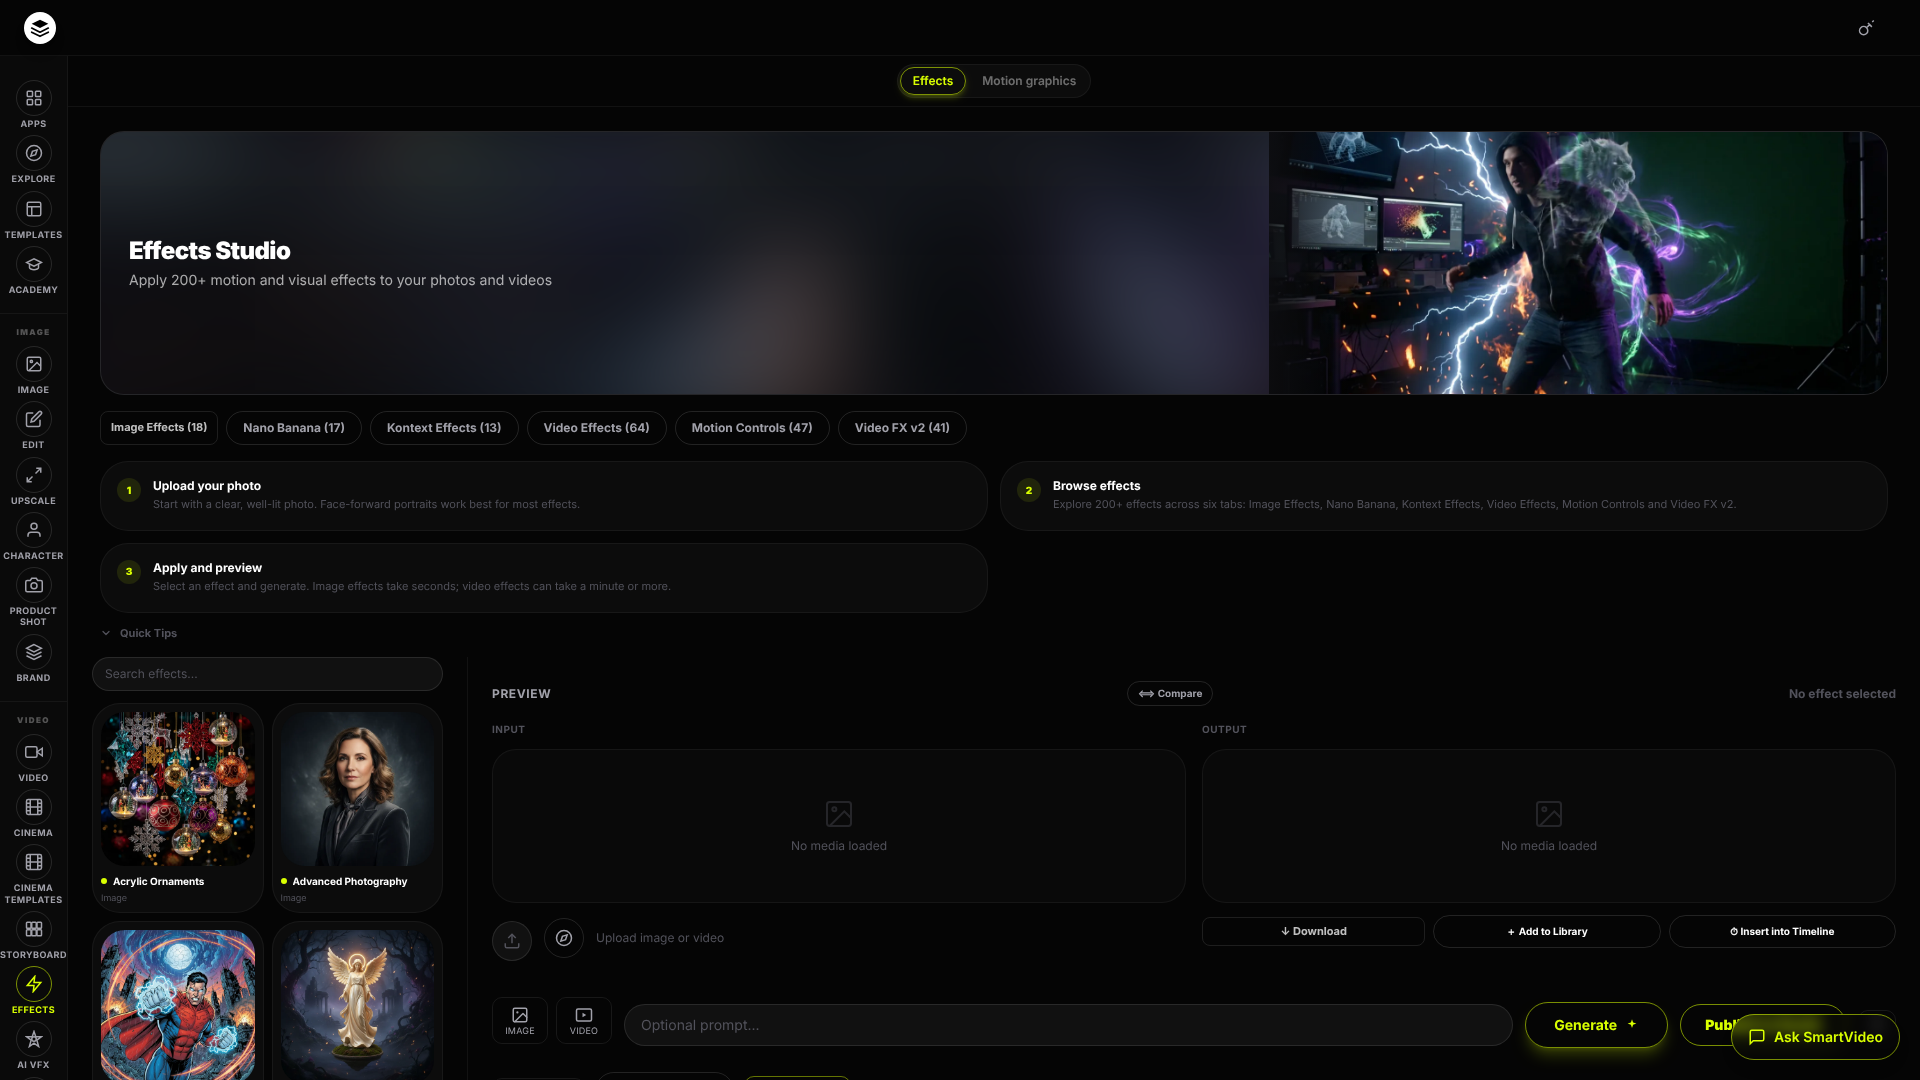 Effects
Motion graphics
APPS
EXPLORE
TEMPLATES
ACADEMY
IMAGE
IMAGE
EDIT
UPSCALE
CHARACTER
PRODUCT
SHOT
BRAND
VIDEO
VIDEO
CINEMA
CINEMA
TEMPLATES
STORYBOARD
EFFECTS
AI VFX
Effects Studio
Apply 200+ motion and visual effects to your photos and videos
Image Effects (18)
Nano Banana (17)
Kontext Effects (13)
Video Effects (64)
Motion Controls (47)
Video FX v2 (41)
1
Upload your photo
Start with a clear, well-lit photo. Face-forward portraits work best for most effects.
2
Browse effects
Explore 200+ effects across six tabs: Image Effects, Nano Banana, Kontext Effects, Video Effects, Motion Controls and Video FX v2.
3
Apply and preview
Select an effect and generate. Image effects take seconds; video effects can take a minute or more.
Quick Tips
Search effects...
Acrylic Ornaments
Image
Advanced Photography
Image
PREVIEW
Compare
No effect selected
INPUT
No media loaded
OUTPUT
No media loaded
Upload image or video
Download
+ Add to Library
Insert into Timeline
IMAGE
VIDEO
Optional prompt...
Generate
Publ
Ask SmartVideo